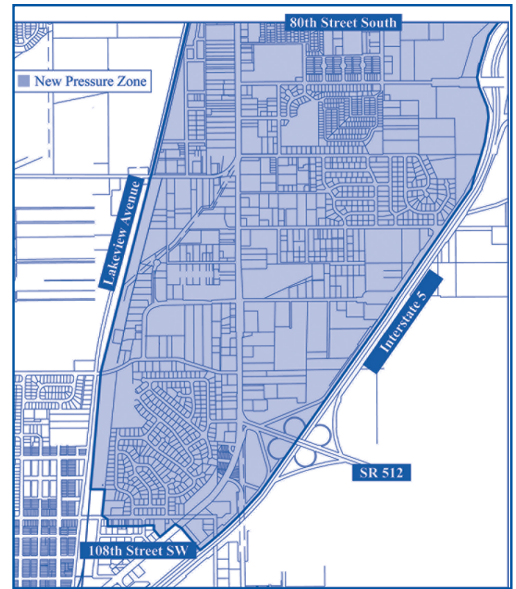 80th Street South
New Pressure Zone
Lakeview Avenue
Interstate 5
SR 512
108th Street SW